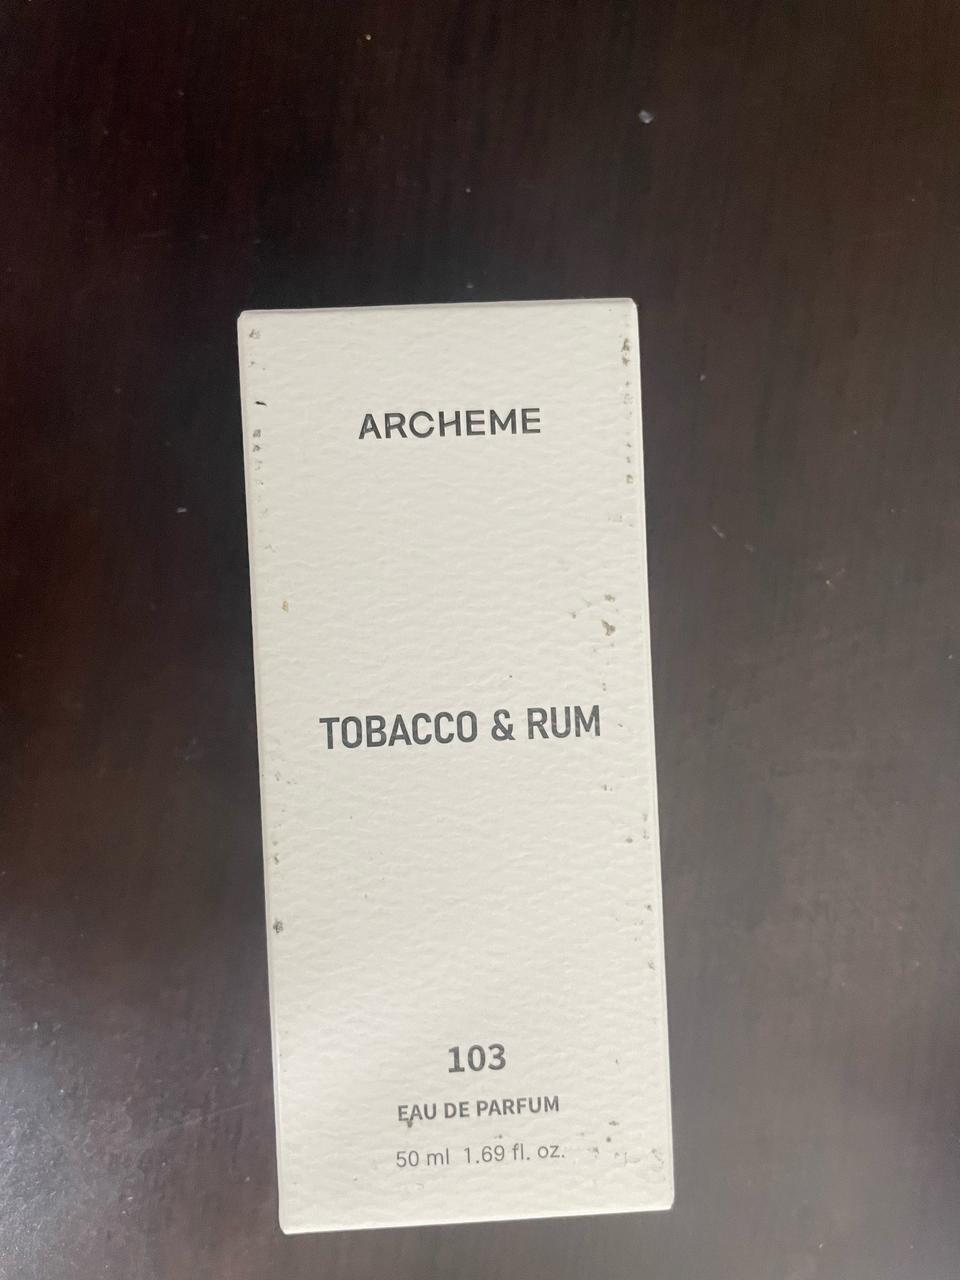 ARCHEME
TOBACCO & RUM
103
EAU DE PARFUM
50 ml 1.69 fl. oz.